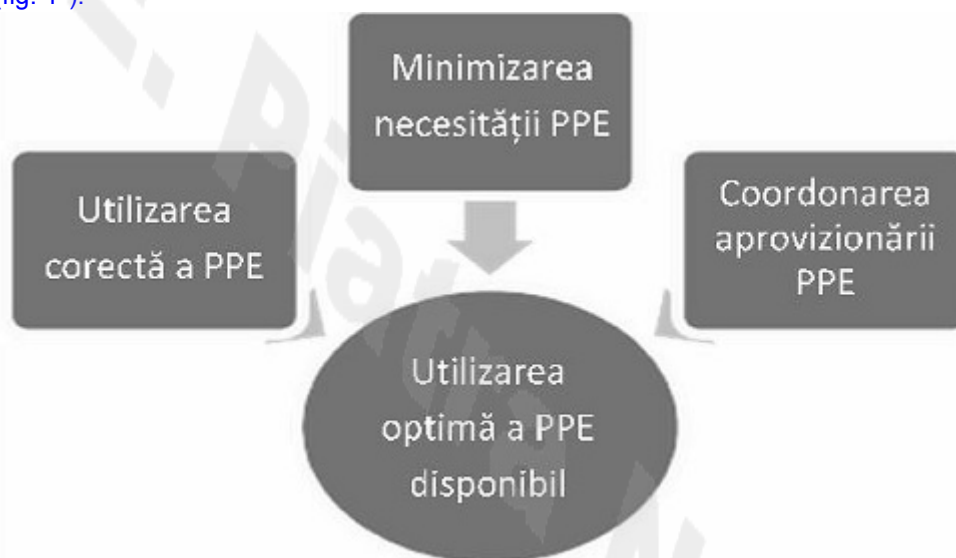 (fig. 1 ).
Minimizarea
necesității PPE
Utilizarea
corectă a PPE
Coordonarea
aprovizionării
PPE
Utilizarea
optimă a PPE
disponibil